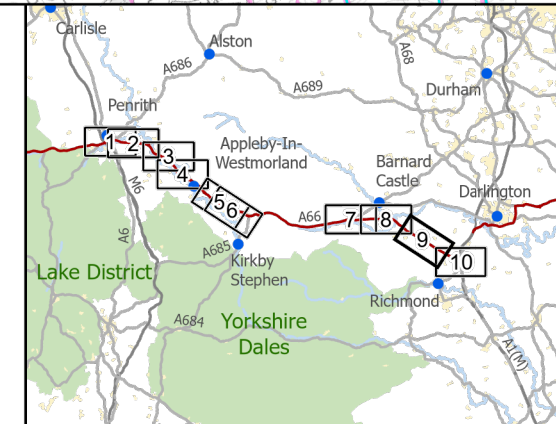 Carlisle
Alston
A68
A686
A689
Durham
Penrith
1
2
3
4
Appleby-In-
Westmorland
Barnard
Castle
Darlington
5
6
A66
7
8
9
10
M6
A6
A685
Kirkby
Stephen
Lake District
Richmond
A684
Yorkshire
Dales
A1(M)